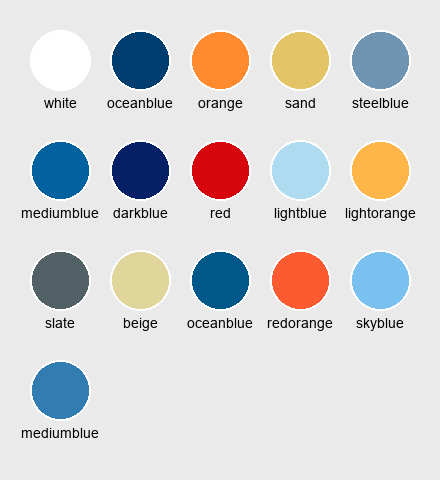 white oceanblue orange sand steelblue
mediumblue darkblue red lightblue lightorange
slate beige oceanblue redorange skyblue
mediumblue